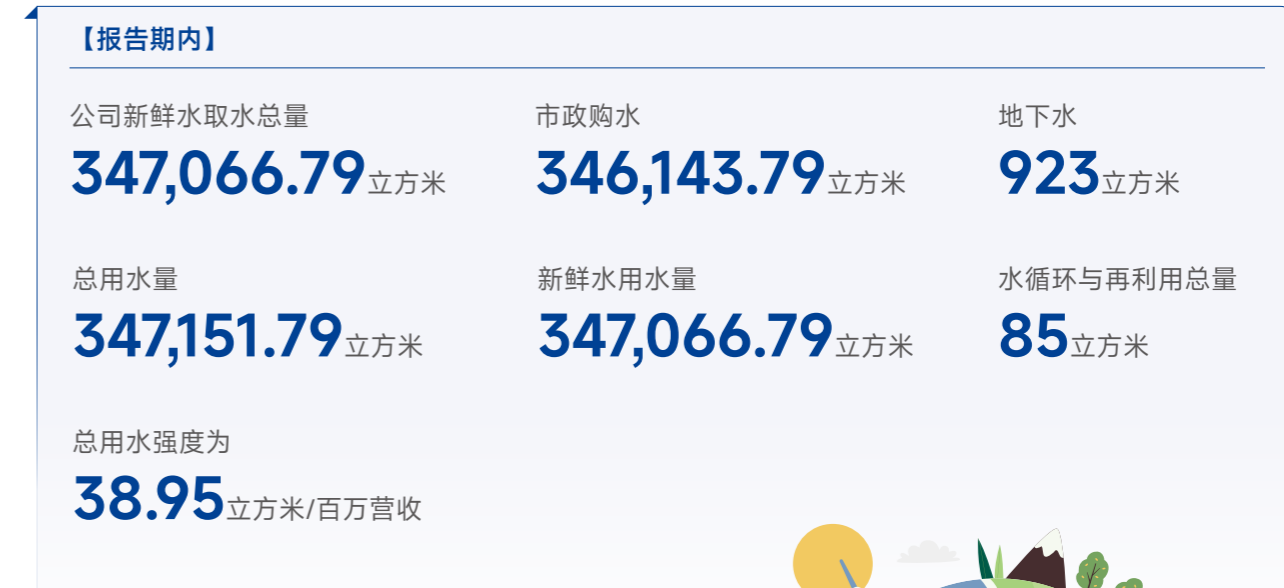 【报告期内】
公司新鲜水取水总量 市政购水 地下水
347,066.79立方米 346,143.79立方米 923立方米
总用水量 新鲜水用水量 水循环与再利用总量
347,151.79立方米 347,066.79立方米 85立方米
总用水强度为
38.95立方米/百万营收